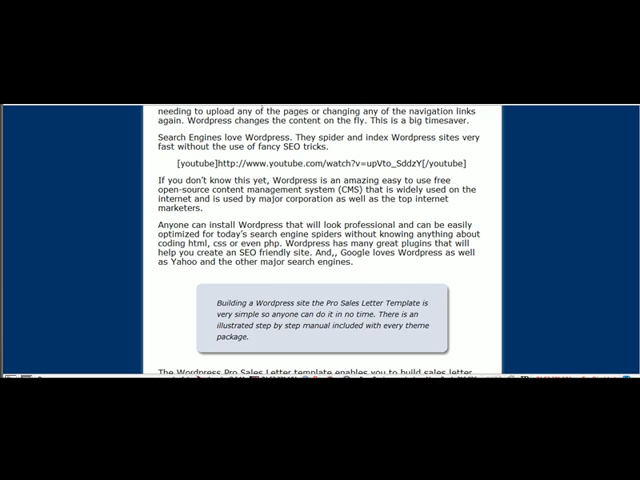 needing to upload any of the pages or changing any of the navigation links
again. Wordpress changes the content on the fly. This is a big timesaver.
Search Engines love Wordpress. They spider and index Wordpress sites very
fast without the use of fancy SEO tricks.
[youtube]http://www.youtube.com/watch?v=upVto_SddzY[/youtube]
If you don't know this yet, Wordpress is an amazing easy to use free
open-source content management system (CMS) that is widely used on the
internet and is used by major corporation as well as the top internet
marketers.
Anyone can install Wordpress that will look professional and can be easily
optimized for today's search engine spiders without knowing anything about
coding html, css or even php. Wordpress has many great plugins that will
help you create an SEO friendly site. And,, Google loves Wordpress as well
as Yahoo and the other major search engines.
Building a Wordpress site the Pro Sales Letter Template is
very simple so anyone can do it in no time. There is an
illustrated step by step manual included with every theme
package.
The Wordpress Pro Sales Letter template enables you to build sales letter